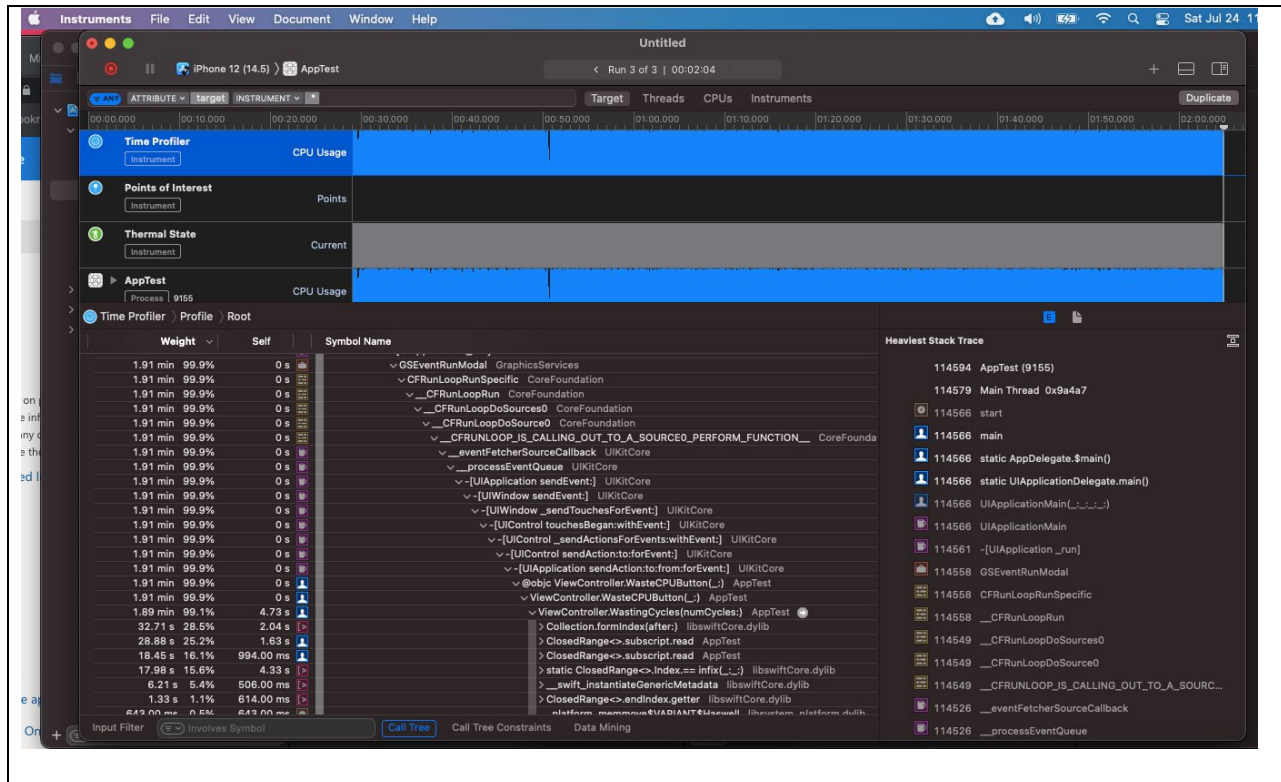 Instruments File Edit View Document Window Help Sat Jul 24 11
Untitled
iPhone 12 (14.5) 〉 AppTest
< Run 3 of 3 | 00:02:04
ANY ATTRIBUTE target INSTRUMENT * Target Threads CPUs Instruments Duplicate
00:00.000 00:10.000 00:20.000 00:30.000 00:40.000 00:50.000 01:00.000 01:10.000 01:20.000 01:30.000 01:40.000 01:50.000 02:00.000
Time Profiler
Instrument
CPU Usage
Points of Interest
Instrument
Points
Thermal State
Instrument
Current
AppTest
Process 9155
CPU Usage
Time Profiler 〉 Profile 〉 Root
Weight Self Symbol Name
1.91 min 99.9% 0 s GSEventRunModal GraphicsServices
1.91 min 99.9% 0 s CFRunLoopRunSpecific CoreFoundation
1.91 min 99.9% 0 s __CFRunLoopRun CoreFoundation
1.91 min 99.9% 0 s __CFRunLoopDoSources0 CoreFoundation
1.91 min 99.9% 0 s __CFRunLoopDoSource0 CoreFoundation
1.91 min 99.9% 0 s __CFRUNLOOP_IS_CALLING_OUT_TO_A_SOURCE0_PERFORM_FUNCTION__ CoreFounda
1.91 min 99.9% 0 s __eventFetcherSourceCallback UIKitCore
1.91 min 99.9% 0 s __processEventQueue UIKitCore
1.91 min 99.9% 0 s -[UIApplication sendEvent:] UIKitCore
1.91 min 99.9% 0 s -[UIWindow sendEvent:] UIKitCore
1.91 min 99.9% 0 s -[UIWindow _sendTouchesForEvent:] UIKitCore
1.91 min 99.9% 0 s -[UIControl touchesBegan:withEvent:] UIKitCore
1.91 min 99.9% 0 s -[UIControl _sendActionsForEvents:withEvent:] UIKitCore
1.91 min 99.9% 0 s -[UIControl sendAction:to:forEvent:] UIKitCore
1.91 min 99.9% 0 s -[UIApplication sendAction:to:from:forEvent:] UIKitCore
1.91 min 99.9% 0 s @objc ViewController.WasteCPUButton(_:) AppTest
1.91 min 99.9% 0 s ViewController.WasteCPUButton(_:) AppTest
1.89 min 99.1% 4.73 s ViewController.WastingCycles(numCycles:) AppTest
32.71 s 28.5% 2.04 s Collection.formIndex(after:) libswiftCore.dylib
28.88 s 25.2% 1.63 s ClosedRange<>.subscript.read AppTest
18.45 s 16.1% 994.00 ms ClosedRange<>.subscript.read AppTest
17.98 s 15.6% 4.33 s static ClosedRange<>.Index.== infix(_:_:) libswiftCore.dylib
6.21 s 5.4% 506.00 ms __swift_instantiateGenericMetadata libswiftCore.dylib
1.33 s 1.1% 614.00 ms ClosedRange<>.endIndex.getter libswiftCore.dylib
643.00 ms 0.5% 643.00 ms _platform_memmove$VARIANT$Haswell libsystem_platform.dylib
Input Filter Involves Symbol Call Tree Call Tree Constraints Data Mining
E
Heaviest Stack Trace
114594 AppTest (9155)
114579 Main Thread 0x9a4a7
114566 start
114566 main
114566 static AppDelegate.$main()
114566 static UIApplicationDelegate.main()
114566 UIApplicationMain(_:_:_:_:)
114566 UIApplicationMain
114561 -[UIApplication _run]
114558 GSEventRunModal
114558 CFRunLoopRunSpecific
114558 __CFRunLoopRun
114549 __CFRunLoopDoSources0
114549 __CFRunLoopDoSource0
114549 __CFRUNLOOP_IS_CALLING_OUT_TO_A_SOURC...
114526 __eventFetcherSourceCallback
114526 __processEventQueue